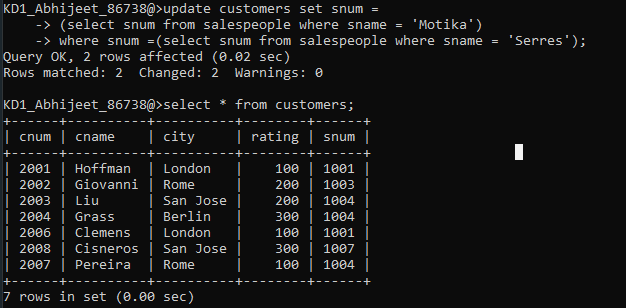 KD1_Abhijeet_86738@>update customers set snum =
    -> (select snum from salespeople where sname = 'Motika')
    -> where snum =(select snum from salespeople where sname = 'Serres');
Query OK, 2 rows affected (0.02 sec)
Rows matched: 2  Changed: 2  Warnings: 0

KD1_Abhijeet_86738@>select * from customers;
+------+----------+----------+--------+------+
| cnum | cname    | city     | rating | snum |
+------+----------+----------+--------+------+
| 2001 | Hoffman  | London   |    100 | 1001 |
| 2002 | Giovanni | Rome     |    200 | 1003 |
| 2003 | Liu      | San Jose |    200 | 1004 |
| 2004 | Grass    | Berlin   |    300 | 1004 |
| 2006 | Clemens  | London   |    100 | 1001 |
| 2008 | Cisneros | San Jose |    300 | 1007 |
| 2007 | Pereira  | Rome     |    100 | 1004 |
+------+----------+----------+--------+------+
7 rows in set (0.00 sec)